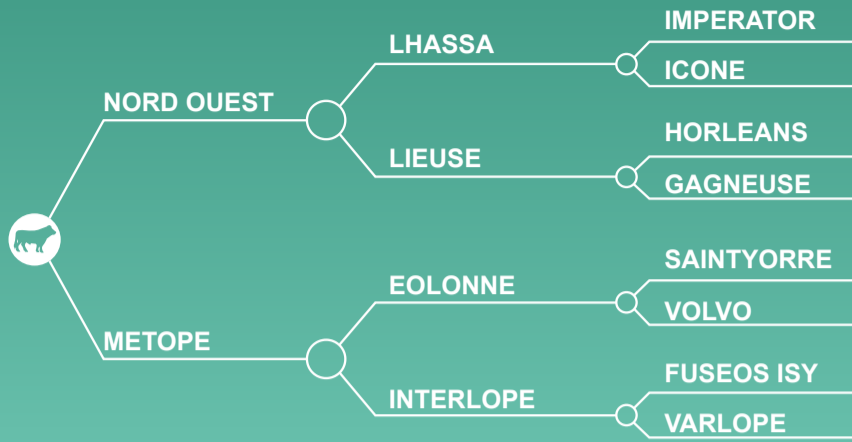 IMPERATOR
LHASSA
ICONE
NORD OUEST
HORLEANS
LIEUSE
GAGNEUSE
SAINTYORRE
EOLONNE
VOLVO
METOPE
FUSEOS ISY
INTERLOPE
VARLOPE